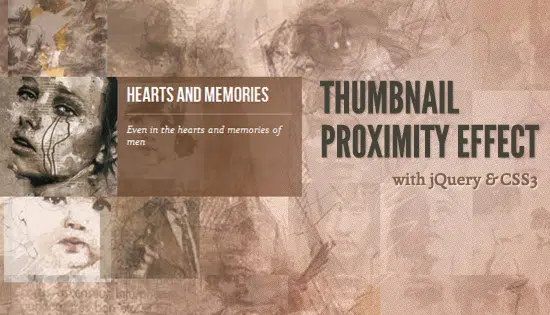 HEARTS AND MEMORIES
Even in the hearts and memories of
men
THUMBNAIL
PROXIMITY EFFECT
with jQuery & CSS3